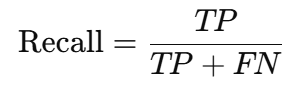 Recall = TP / (TP + FN)